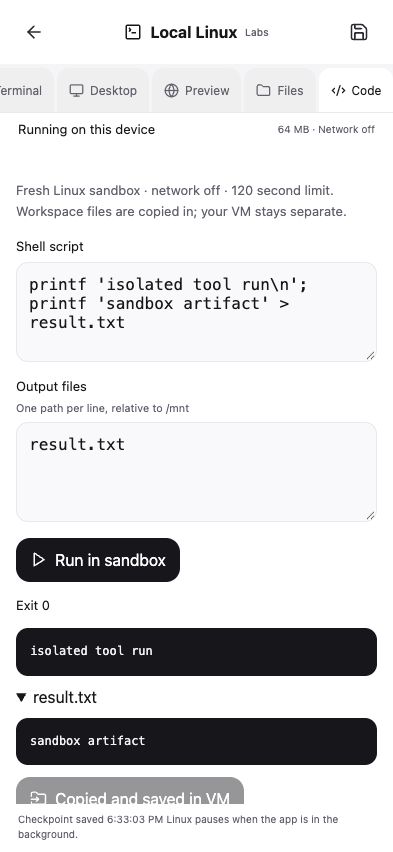 Local Linux Labs
erminal Desktop Preview Files </> Code
Running on this device 64 MB · Network off
Fresh Linux sandbox · network off · 120 second limit.
Workspace files are copied in; your VM stays separate.
Shell script
printf 'isolated tool run\n';
printf 'sandbox artifact' >
result.txt
Output files
One path per line, relative to /mnt
result.txt
Run in sandbox
Exit 0
isolated tool run
▼ result.txt
sandbox artifact
Copied and saved in VM
Checkpoint saved 6:33:03 PM Linux pauses when the app is in the
background.